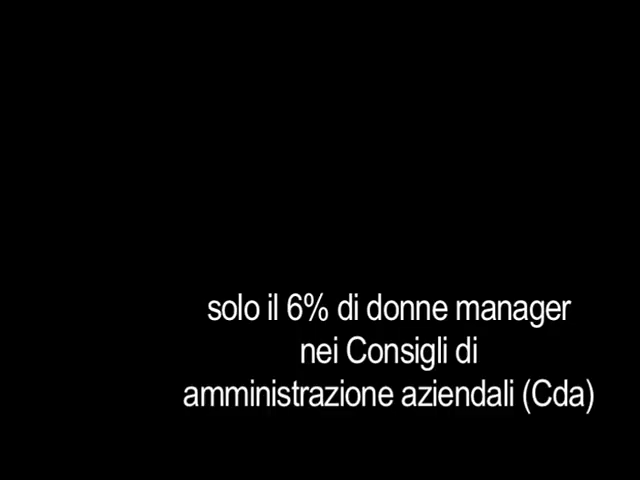 solo il 6% di donne manager
nei Consigli di
amministrazione aziendali (Cda)